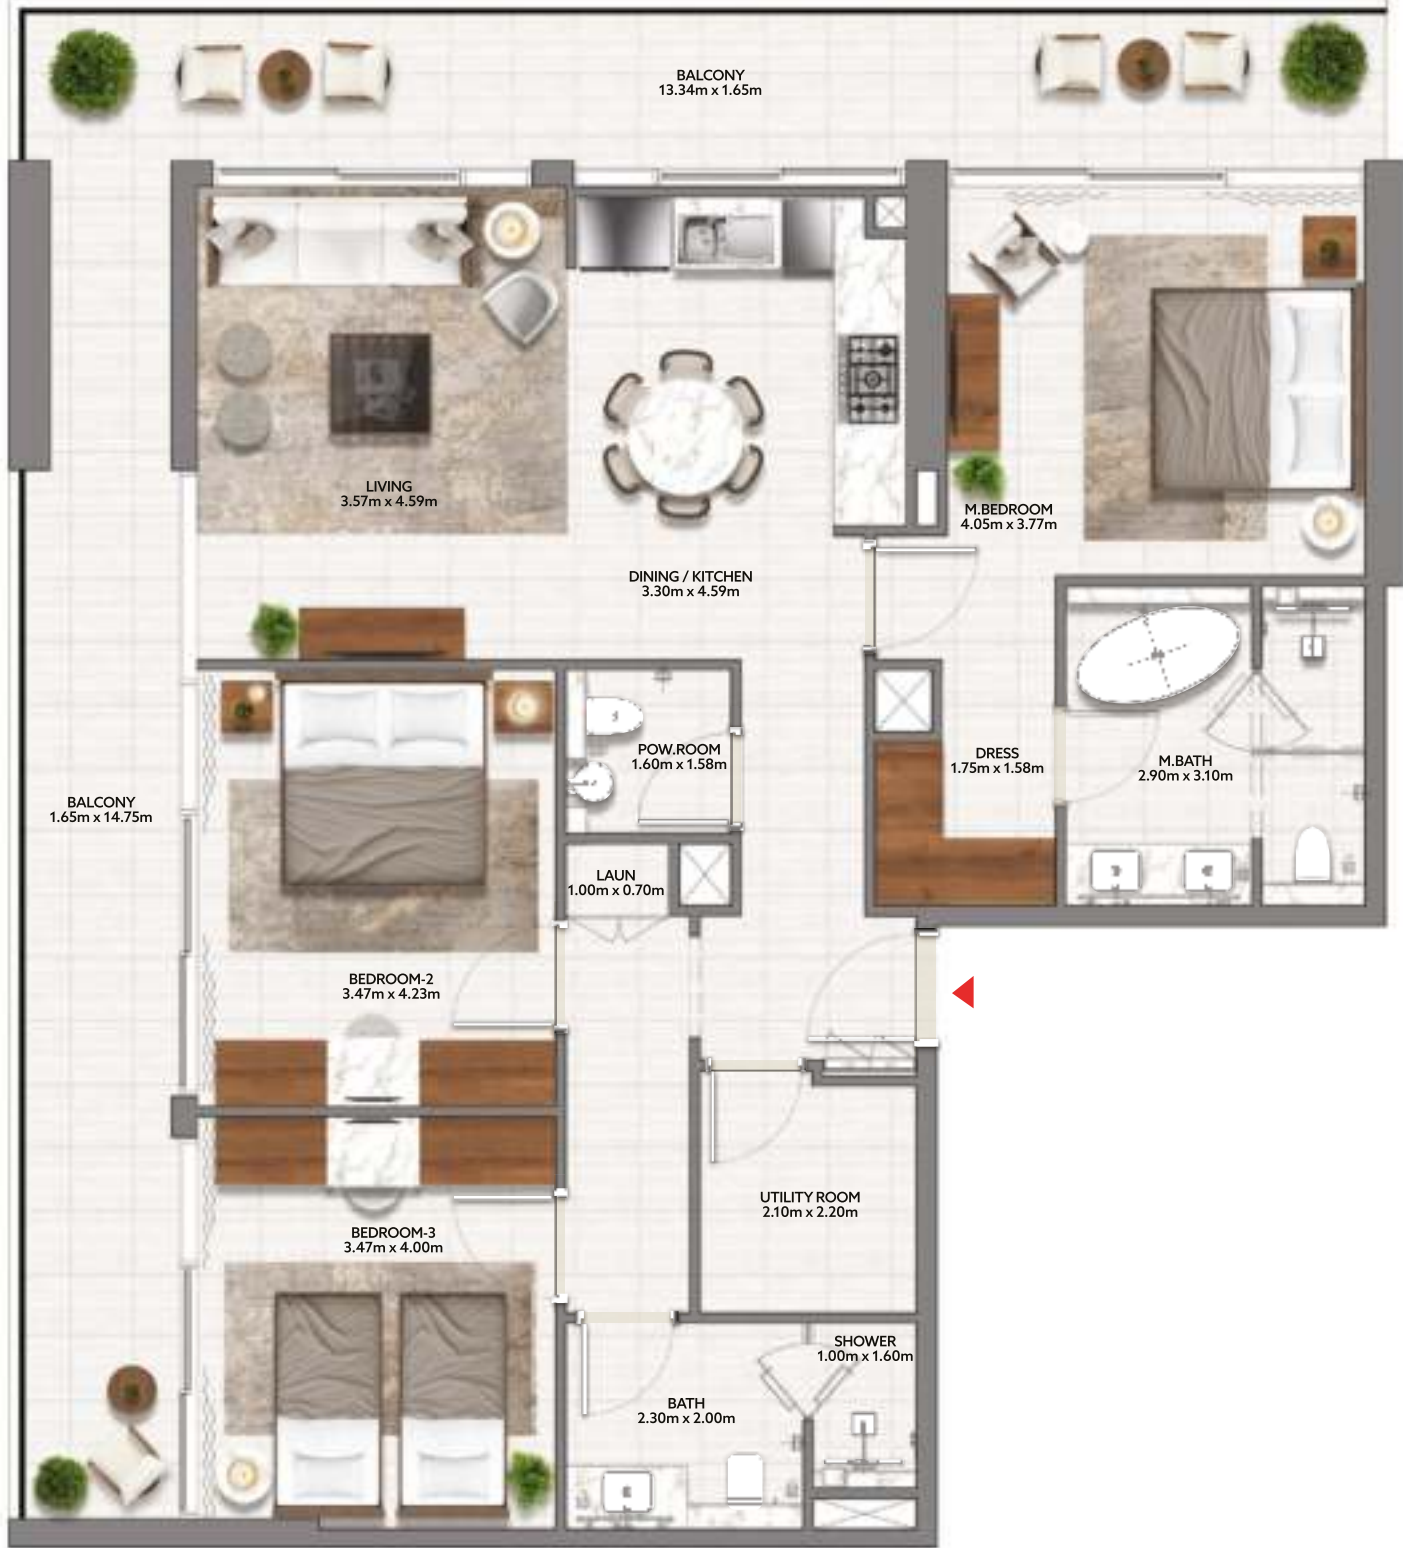 BALCONY
13.34m x 1.65m
LIVING
3.57m x 4.59m
M.BEDROOM
4.05m x 3.77m
DINING / KITCHEN
3.30m x 4.59m
POW.ROOM
1.60m x 1.58m
DRESS
1.75m x 1.58m
M.BATH
2.90m x 3.10m
BALCONY
1.65m x 14.75m
LAUN
1.00m x 0.70m
BEDROOM-2
3.47m x 4.23m
UTILITY ROOM
2.10m x 2.20m
BEDROOM-3
3.47m x 4.00m
SHOWER
1.00m x 1.60m
BATH
2.30m x 2.00m